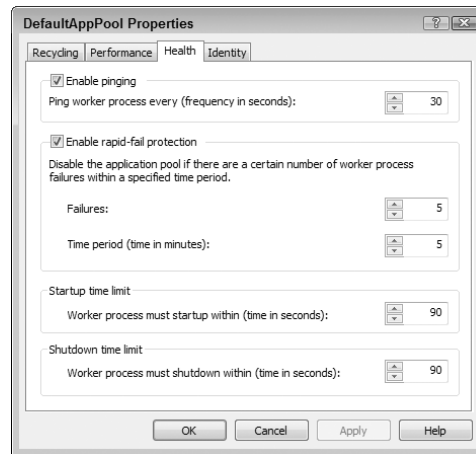 DefaultAppPool Properties
Recycling Performance Health Identity
Enable pinging
Ping worker process every (frequency in seconds): 30
Enable rapid-fail protection
Disable the application pool if there are a certain number of worker process
failures within a specified time period.
Failures: 5
Time period (time in minutes): 5
Startup time limit
Worker process must startup within (time in seconds): 90
Shutdown time limit
Worker process must shutdown within (time in seconds): 90
OK Cancel Apply Help